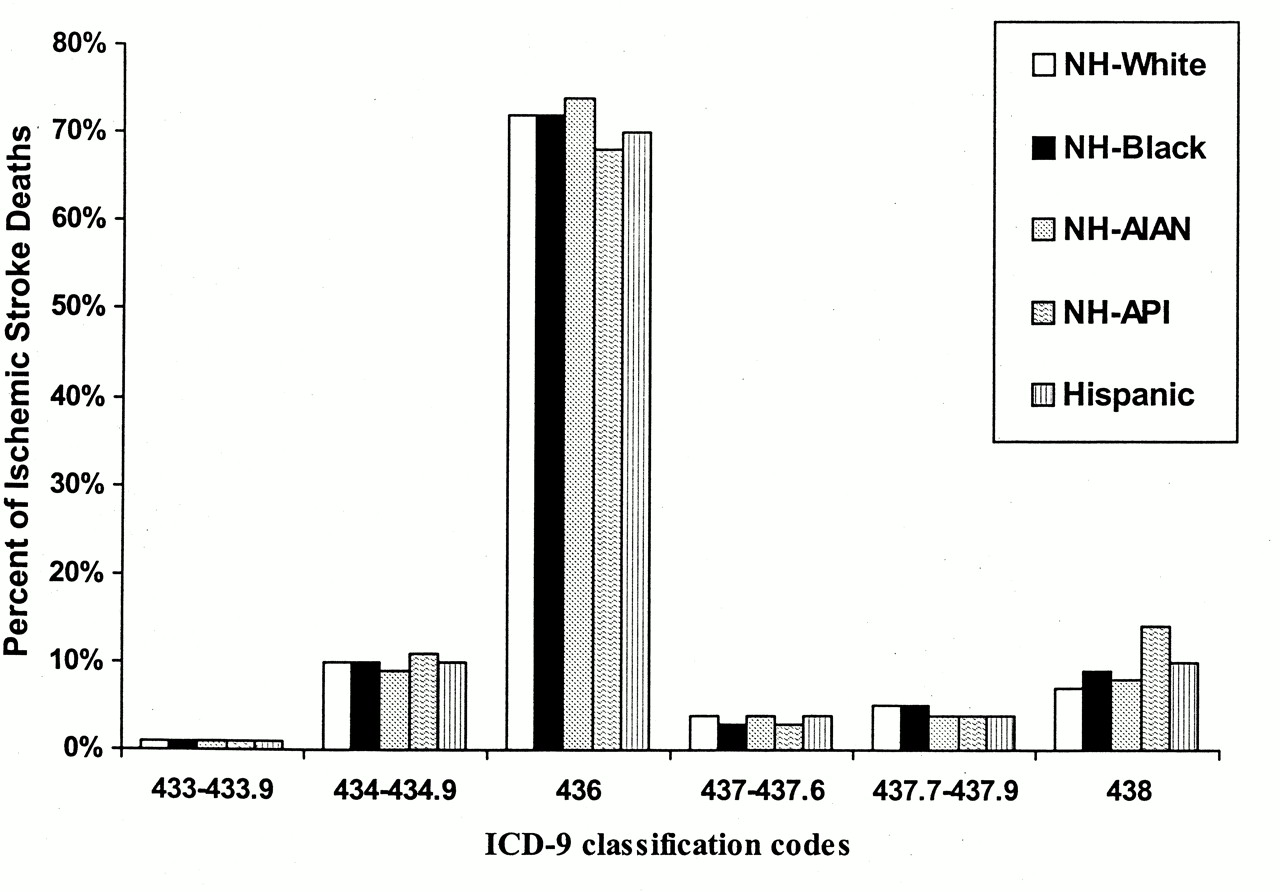 80%
70%
60%
50%
40%
30%
20%
10%
0%
Percent of Ischemic Stroke Deaths
433-433.9
434-434.9
436
437-437.6
437.7-437.9
438
ICD-9 classification codes
NH-White
NH-Black
NH-AIAN
NH-API
Hispanic